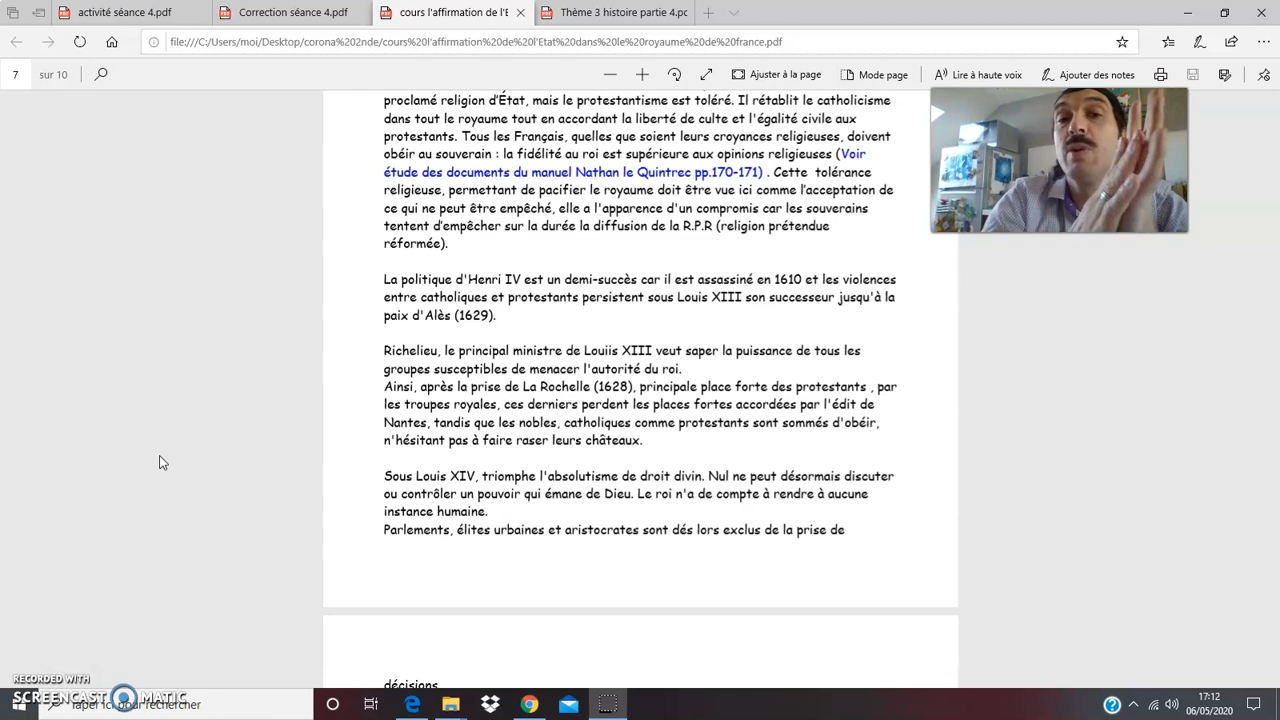 activité séance 4.pdf
Correction séance 4.pdf
cours l'affirmation de l'E
Thème 3 histoire partie 4.pc
file:///C:/Users/moi/Desktop/corona%202nde/cours%20l'affirmation%20de%20l'Etat%20dans%20le%20royaume%20de%20france.pdf
7 sur 10
Ajuster à la page
Mode page
Lire à haute voix
Ajouter des notes
proclamé religion d'État, mais le protestantisme est toléré. Il rétablit le catholicisme
dans tout le royaume tout en accordant la liberté de culte et l'égalité civile aux
protestants. Tous les Français, quelles que soient leurs croyances religieuses, doivent
obéir au souverain : la fidélité au roi est supérieure aux opinions religieuses (Voir
étude des documents du manuel Nathan le Quintrec pp.170-171) . Cette tolérance
religieuse, permettant de pacifier le royaume doit être vue ici comme l'acceptation de
ce qui ne peut être empêché, elle a l'apparence d'un compromis car les souverains
tentent d'empêcher sur la durée la diffusion de la R.P.R (religion prétendue
réformée).
La politique d'Henri IV est un demi-succès car il est assassiné en 1610 et les violences
entre catholiques et protestants persistent sous Louis XIII son successeur jusqu'à la
paix d'Alès (1629).
Richelieu, le principal ministre de Louiis XIII veut saper la puissance de tous les
groupes susceptibles de menacer l'autorité du roi.
Ainsi, après la prise de La Rochelle (1628), principale place forte des protestants , par
les troupes royales, ces derniers perdent les places fortes accordées par l'édit de
Nantes, tandis que les nobles, catholiques comme protestants sont sommés d'obéir,
n'hésitant pas à faire raser leurs châteaux.
Sous Louis XIV, triomphe l'absolutisme de droit divin. Nul ne peut désormais discuter
ou contrôler un pouvoir qui émane de Dieu. Le roi n'a de compte à rendre à aucune
instance humaine.
Parlements, élites urbaines et aristocrates sont dés lors exclus de la prise de
décisions
RECORDED WITH
SCREENCAST MATIC
Taper ici pour rechercher
17:12
06/05/2020